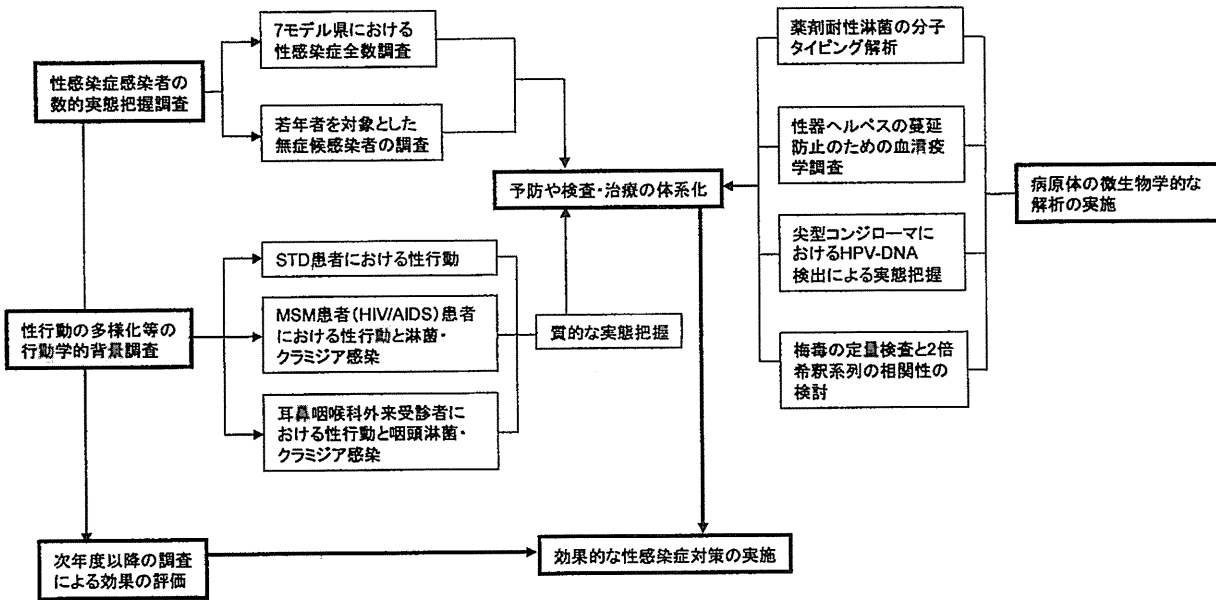 7モデル県における
性感染症全数調査
性感染症感染者の
数的実態把握調査
若年者を対象とした
無症候感染者の調査
予防や検査・治療の体系化
薬剤耐性淋菌の分子
タイピング解析
性器ヘルペスの蔓延
防止のための血清疫
学調査
病原体の微生物学的な
解析の実施
尖型コンジローマに
おけるHPV-DNA
検出による実態把握
梅毒の定量検査と2倍
希釈系列の相関性の
検討
STD患者における性行動
性行動の多様化等の
行動学的背景調査
MSM患者(HIV/AIDS)患者
における性行動と淋菌・
クラミジア感染
質的な実態把握
耳鼻咽喉科外来受診者に
おける性行動と咽頭淋菌・
クラミジア感染
次年度以降の調査
による効果の評価
効果的な性感染症対策の実施